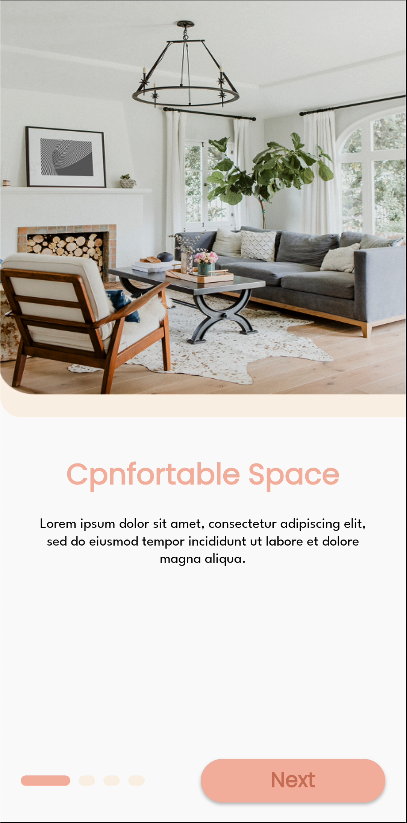 Cpnfortable Space
Lorem ipsum dolor sit amet, consectetur adipiscing elit,
sed do eiusmod tempor incididunt ut labore et dolore
magna aliqua.
Next